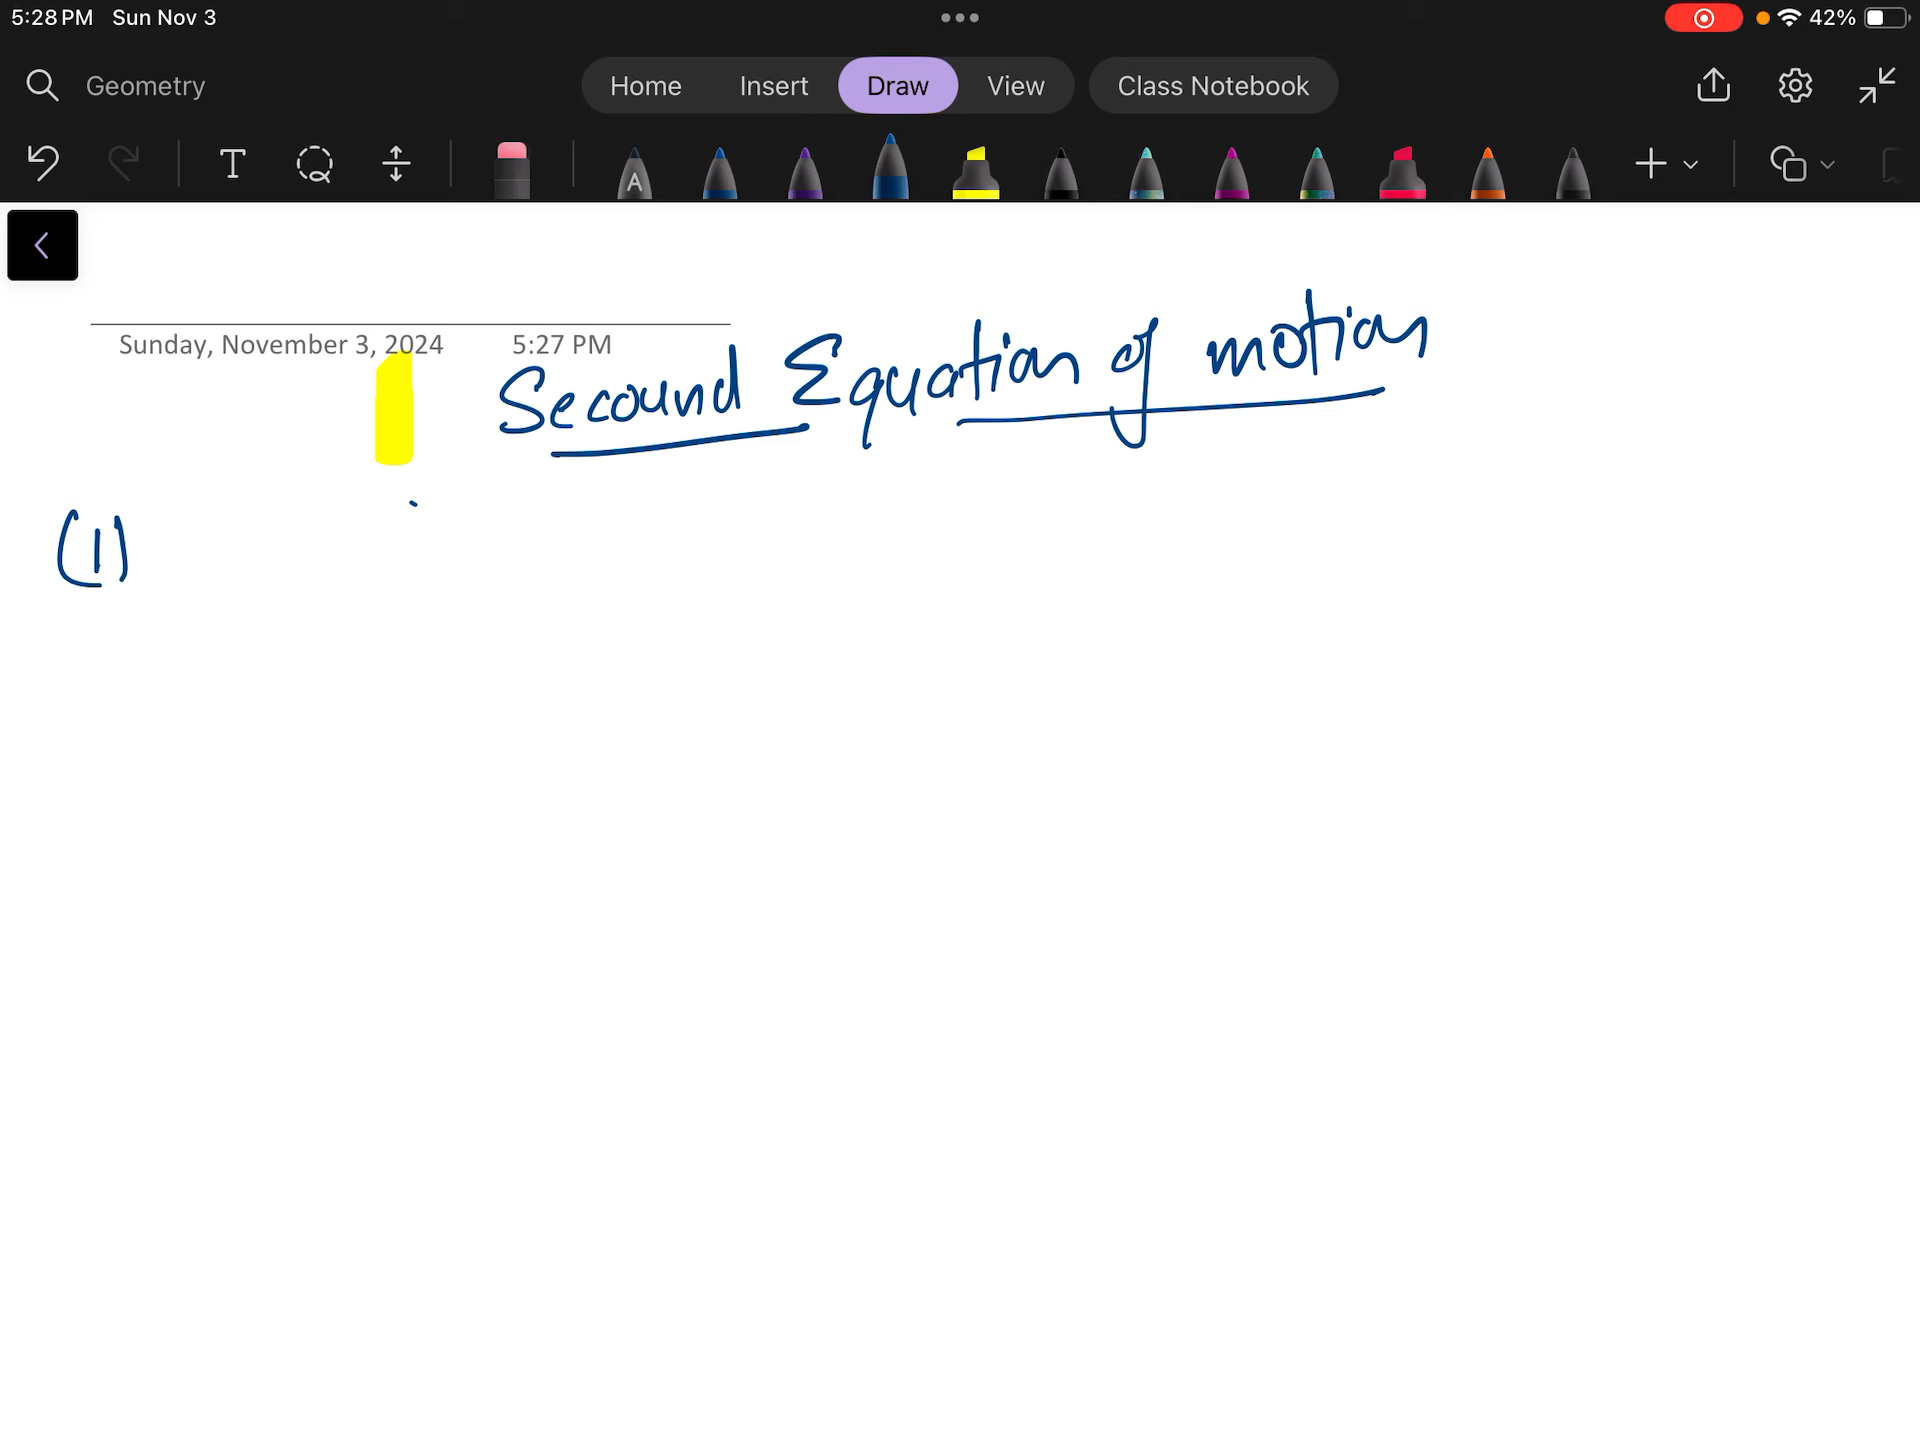 5:28 PM Sun Nov 3 42%
Geometry Home Insert Draw View Class Notebook
T A
Sunday, November 3, 2024 5:27 PM
Secound Equation of motion
(1)